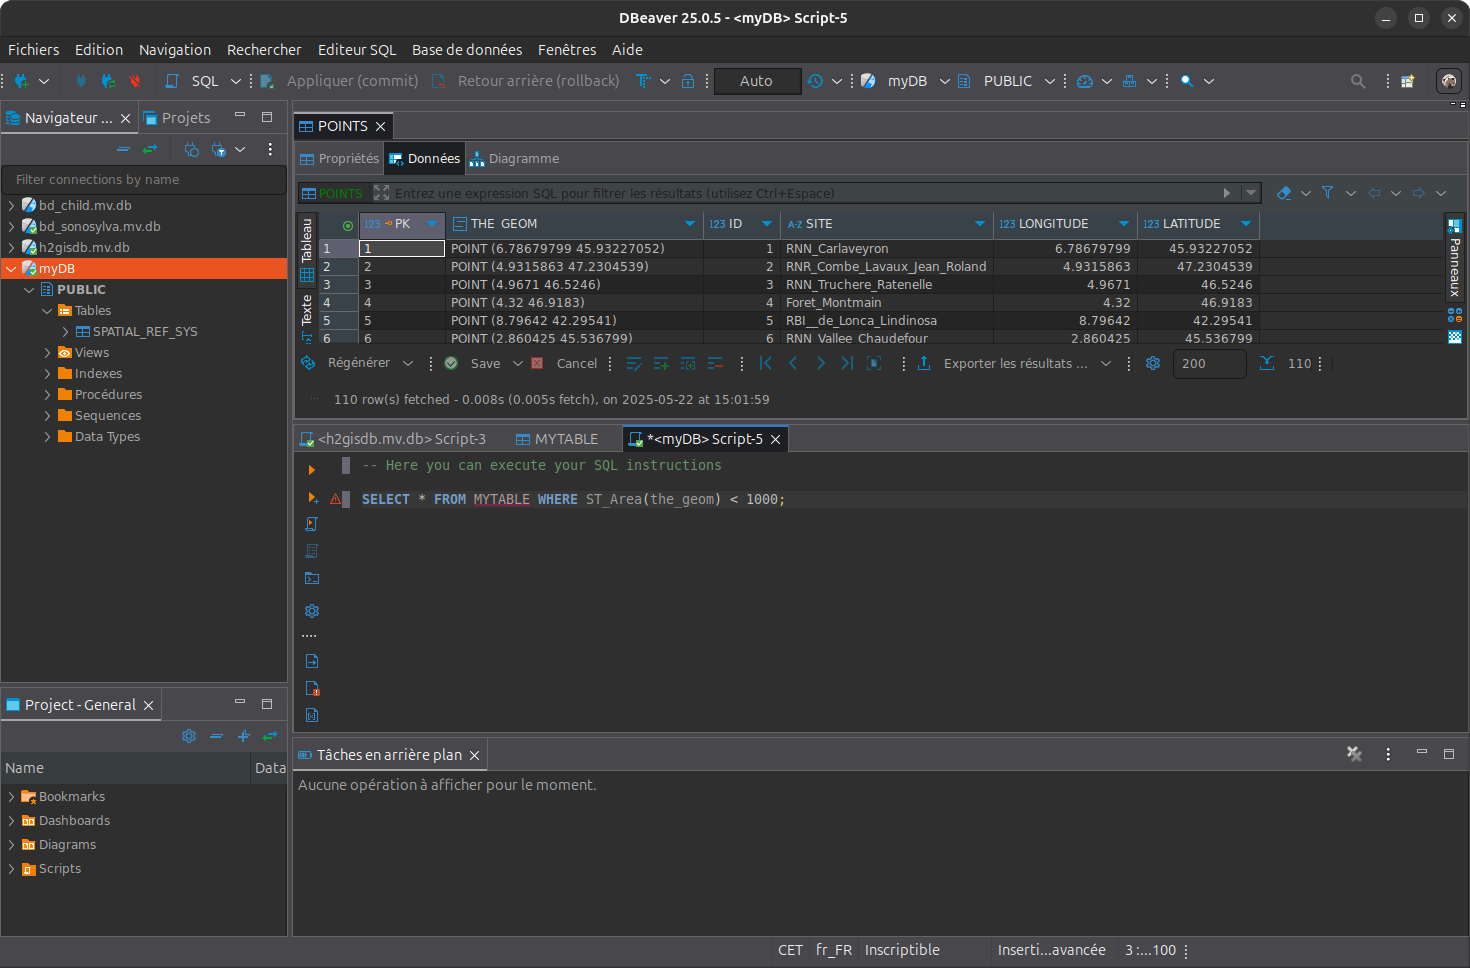 DBeaver 25.0.5 - <myDB> Script-5
Fichiers Edition Navigation Rechercher Editeur SQL Base de données Fenêtres Aide
SQL Appliquer (commit) Retour arrière (rollback) Auto myDB PUBLIC
Navigateur ... Projets
Filter connections by name
bd_child.mv.db
bd_sonosylva.mv.db
h2gisdb.mv.db
myDB
PUBLIC
Tables
SPATIAL_REF_SYS
Views
Indexes
Procédures
Sequences
Data Types
Project - General
Name Data
Bookmarks
Dashboards
Diagrams
Scripts
POINTS
Propriétés Données Diagramme
POINTS Entrez une expression SQL pour filtrer les résultats (utilisez Ctrl+Espace)
Tableau
Texte
Panneaux
123 PK THE_GEOM 123 ID A-Z SITE 123 LONGITUDE 123 LATITUDE
1 1 POINT (6.78679799 45.93227052) 1 RNN_Carlaveyron 6.78679799 45.93227052
2 2 POINT (4.9315863 47.2304539) 2 RNR_Combe_Lavaux_Jean_Roland 4.9315863 47.2304539
3 3 POINT (4.9671 46.5246) 3 RNN_Truchere_Ratenelle 4.9671 46.5246
4 4 POINT (4.32 46.9183) 4 Foret_Montmain 4.32 46.9183
5 5 POINT (8.79642 42.29541) 5 RBI__de_Lonca_Lindinosa 8.79642 42.29541
6 6 POINT (2.860425 45.536799) 6 RNN_Vallee_Chaudefour 2.860425 45.536799
Régénérer Save Cancel Exporter les résultats ... 200 110
110 row(s) fetched - 0.008s (0.005s fetch), on 2025-05-22 at 15:01:59
<h2gisdb.mv.db> Script-3 MYTABLE *<myDB> Script-5
-- Here you can execute your SQL instructions
SELECT * FROM MYTABLE WHERE ST_Area(the_geom) < 1000;
Tâches en arrière plan
Aucune opération à afficher pour le moment.
CET fr_FR Inscriptible Inserti...avancée 3 :...100